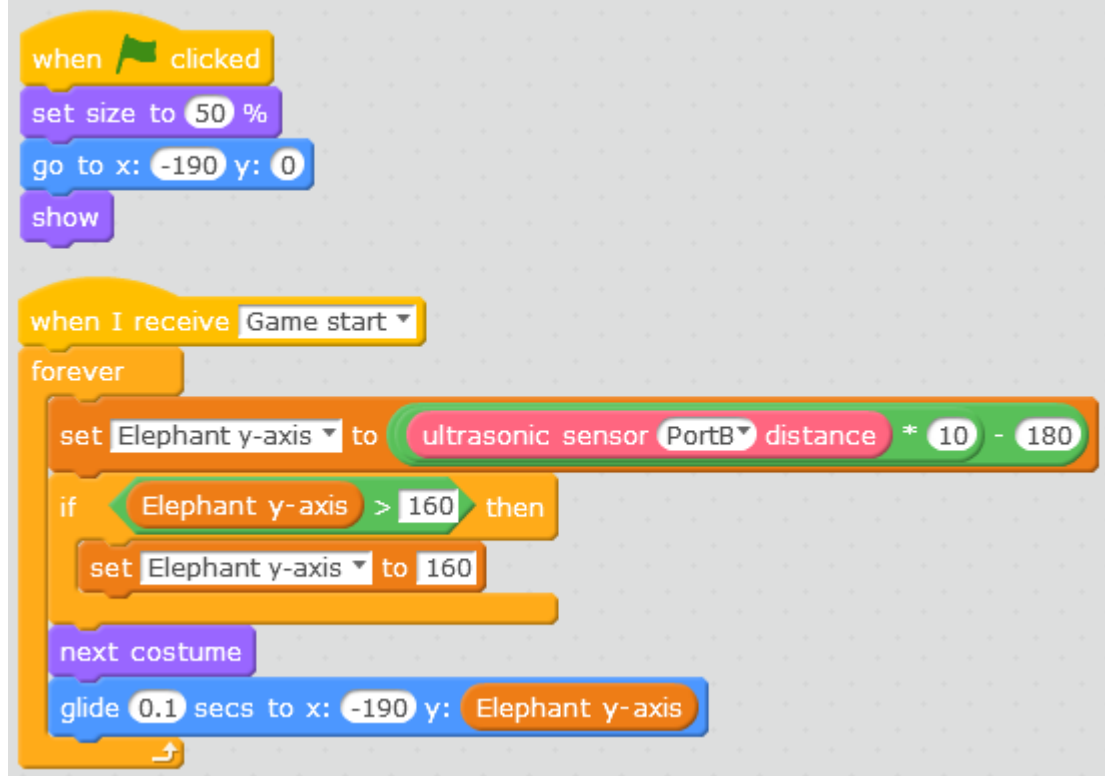 when clicked
set size to 50 %
go to x: -190 y: 0
show
when I receive Game start
forever
set Elephant y-axis to ultrasonic sensor PortB distance * 10 - 180
if Elephant y-axis > 160 then
set Elephant y-axis to 160
next costume
glide 0.1 secs to x: -190 y: Elephant y-axis